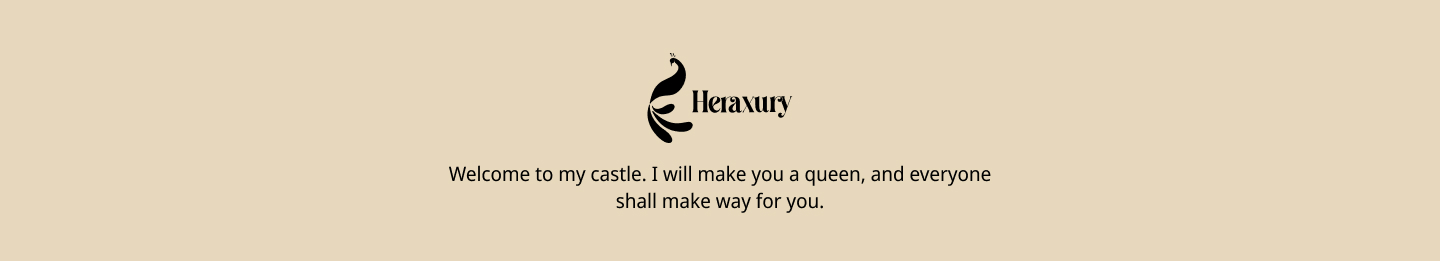 Heraxury
Welcome to my castle. I will make you a queen, and everyone
shall make way for you.